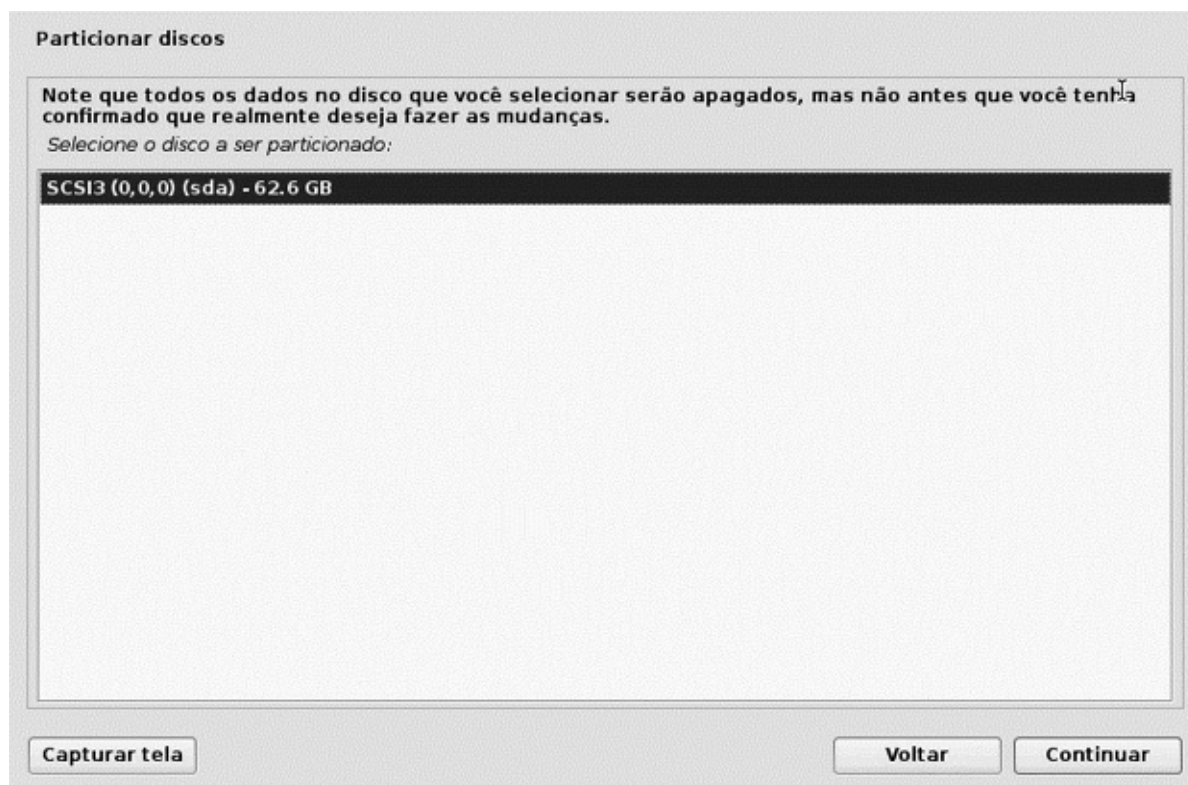 Particionar discos
Note que todos os dados no disco que você selecionar serão apagados, mas não antes que você tenha
confirmado que realmente deseja fazer as mudanças.
Selecione o disco a ser particionado:
SCSI3 (0,0,0) (sda) - 62.6 GB
Capturar tela
Voltar
Continuar